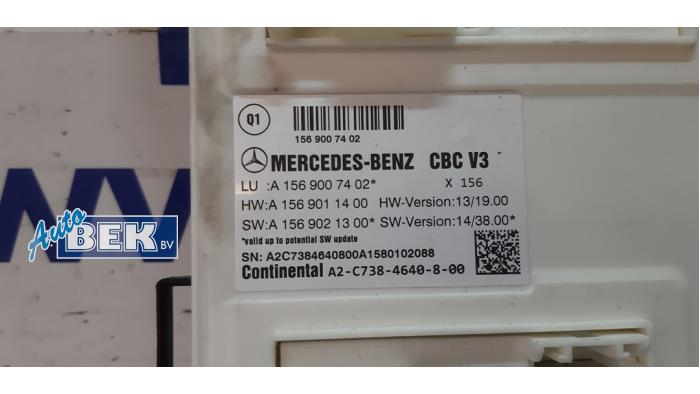 Q1
156 900 74 02
MERCEDES-BENZ CBC V3
LU :A 156 900 74 02* X 156
HW:A 156 901 14 00 HW-Version:13/19.00
SW:A 156 902 13 00* SW-Version:14/38.00*
*valid up to potential SW update
SN: A2C7384640800A1580102088
Continental A2-C738-4640-8-00
Auto
BEK BV